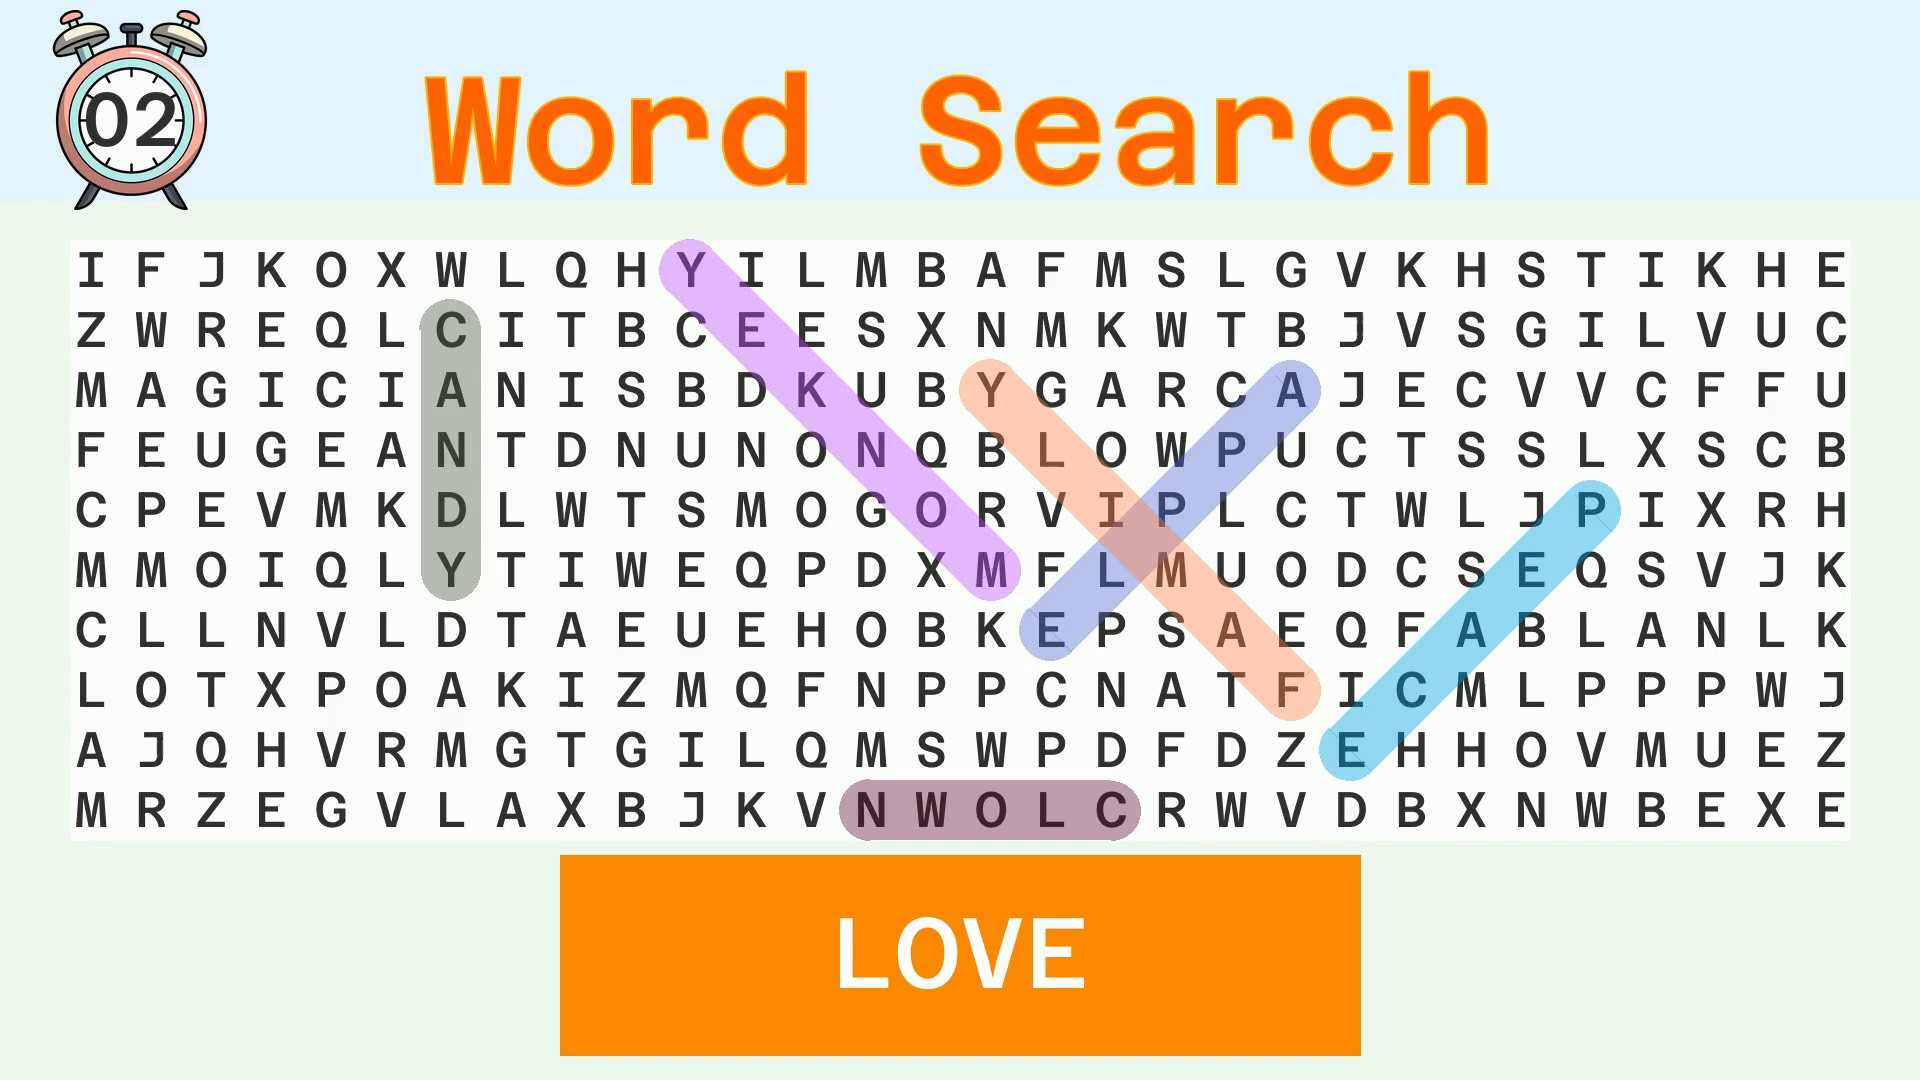 02
Word Search
I F J K O X W L Q H Y I L M B A F M S L G V K H S T I K H E
Z W R E Q L C I T B C E E S X N M K W T B J V S G I L V U C
M A G I C I A N I S B D K U B Y G A R C A J E C V V C F F U
F E U G E A N T D N U N O N Q B L O W P U C T S S L X S C B
C P E V M K D L W T S M O G O R V I P L C T W L J P I X R H
M M O I Q L Y T I W E Q P D X M F L M U O D C S E Q S V J K
C L L N V L D T A E U E H O B K E P S A E Q F A B L A N L K
L O T X P O A K I Z M Q F N P P C N A T F I C M L P P P W J
A J Q H V R M G T G I L Q M S W P D F D Z E H H O V M U E Z
M R Z E G V L A X B J K V N W O L C R W V D B X N W B E X E
LOVE